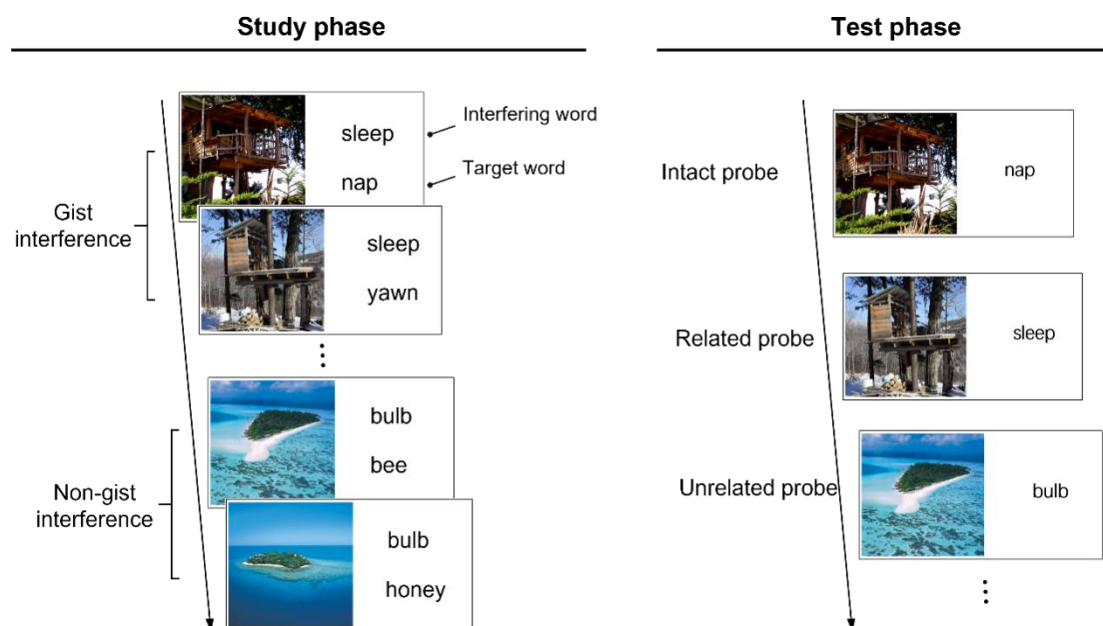 Study phase
sleep
Interfering word
nap
Target word
Gist
interference
sleep
yawn
bulb
bee
Non-gist
interference
bulb
honey
Test phase
Intact probe
nap
Related probe
sleep
Unrelated probe
bulb